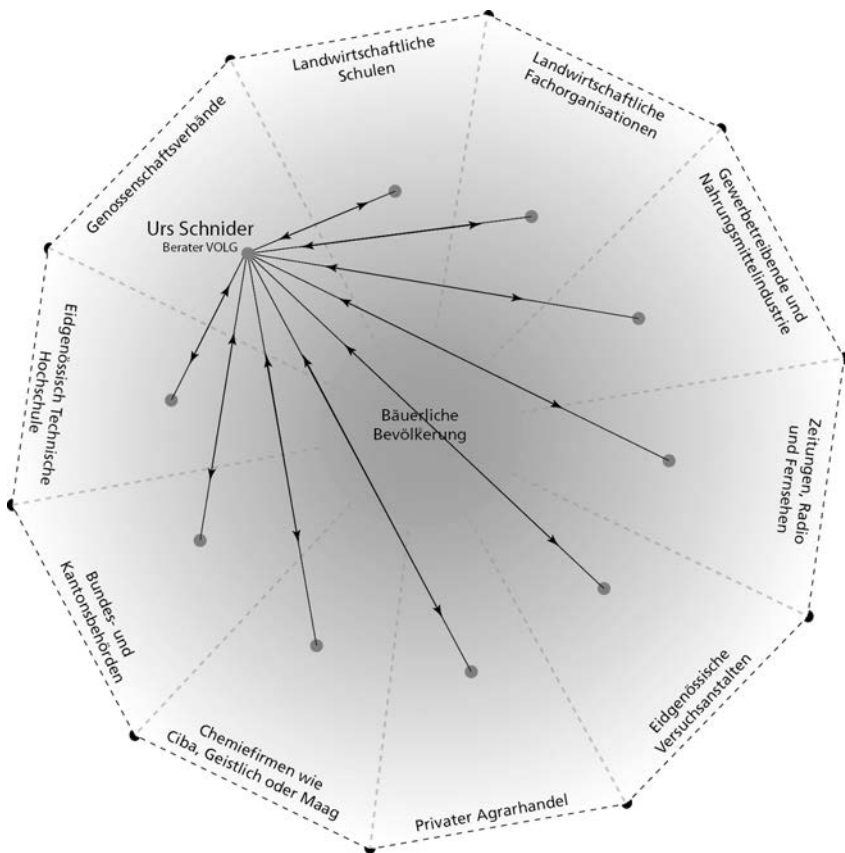 Landwirtschaftliche
Schulen
Landwirtschaftliche
Fachorganisationen
Genossenschaftsverbände
Gewerbetreibende und
Nahrungsmittelindustrie
Urs Schnider
Berater VOLG
Eidgenössisch Technische
Hochschule
Bäuerliche
Bevölkerung
Zeitungen, Radio
und Fernsehen
Bundes- und
Kantonsbehörden
Eidgenössische
Versuchsanstalten
Chemiefirmen wie
Ciba, Geistlich oder Maag
Privater Agrarhandel